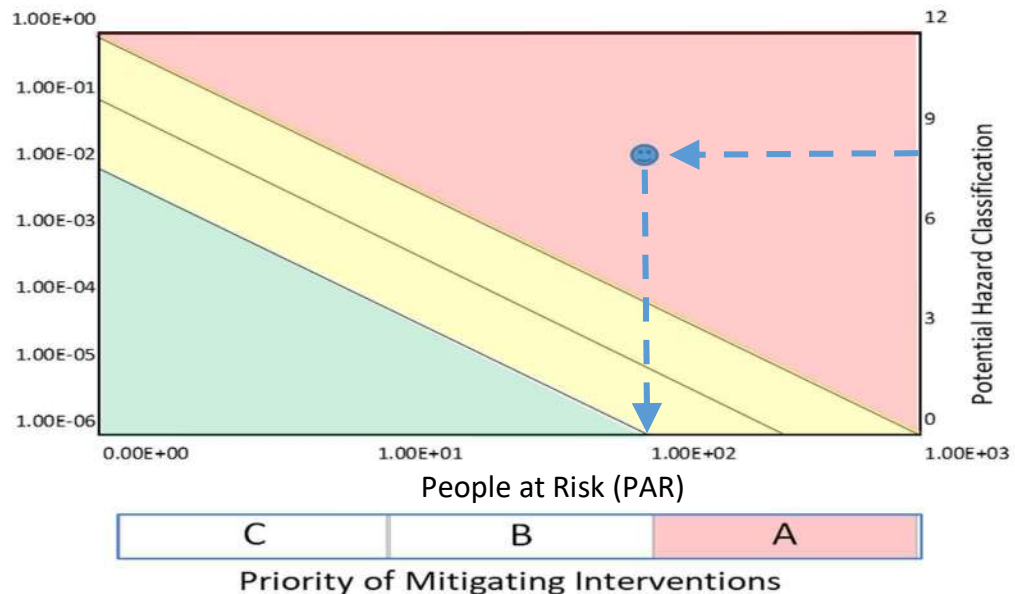 1.00E+00
1.00E-01
1.00E-02
1.00E-03
1.00E-04
1.00E-05
1.00E-06
12
9
6
3
0
Potential Hazard Classification
0.00E+00 1.00E+01 1.00E+02 1.00E+03
People at Risk (PAR)
C B A
Priority of Mitigating Interventions